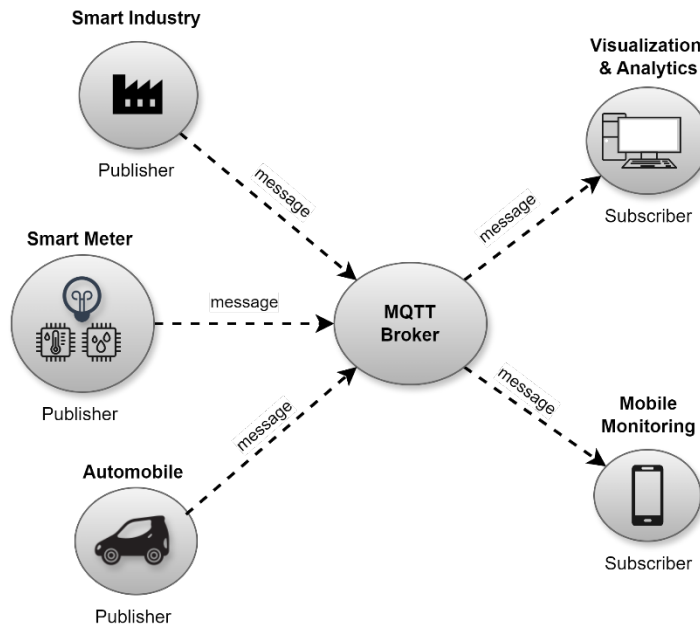 Smart Industry
Publisher
message
Smart Meter
Publisher
message
Automobile
Publisher
message
MQTT
Broker
message
Visualization
& Analytics
Subscriber
message
Mobile
Monitoring
Subscriber